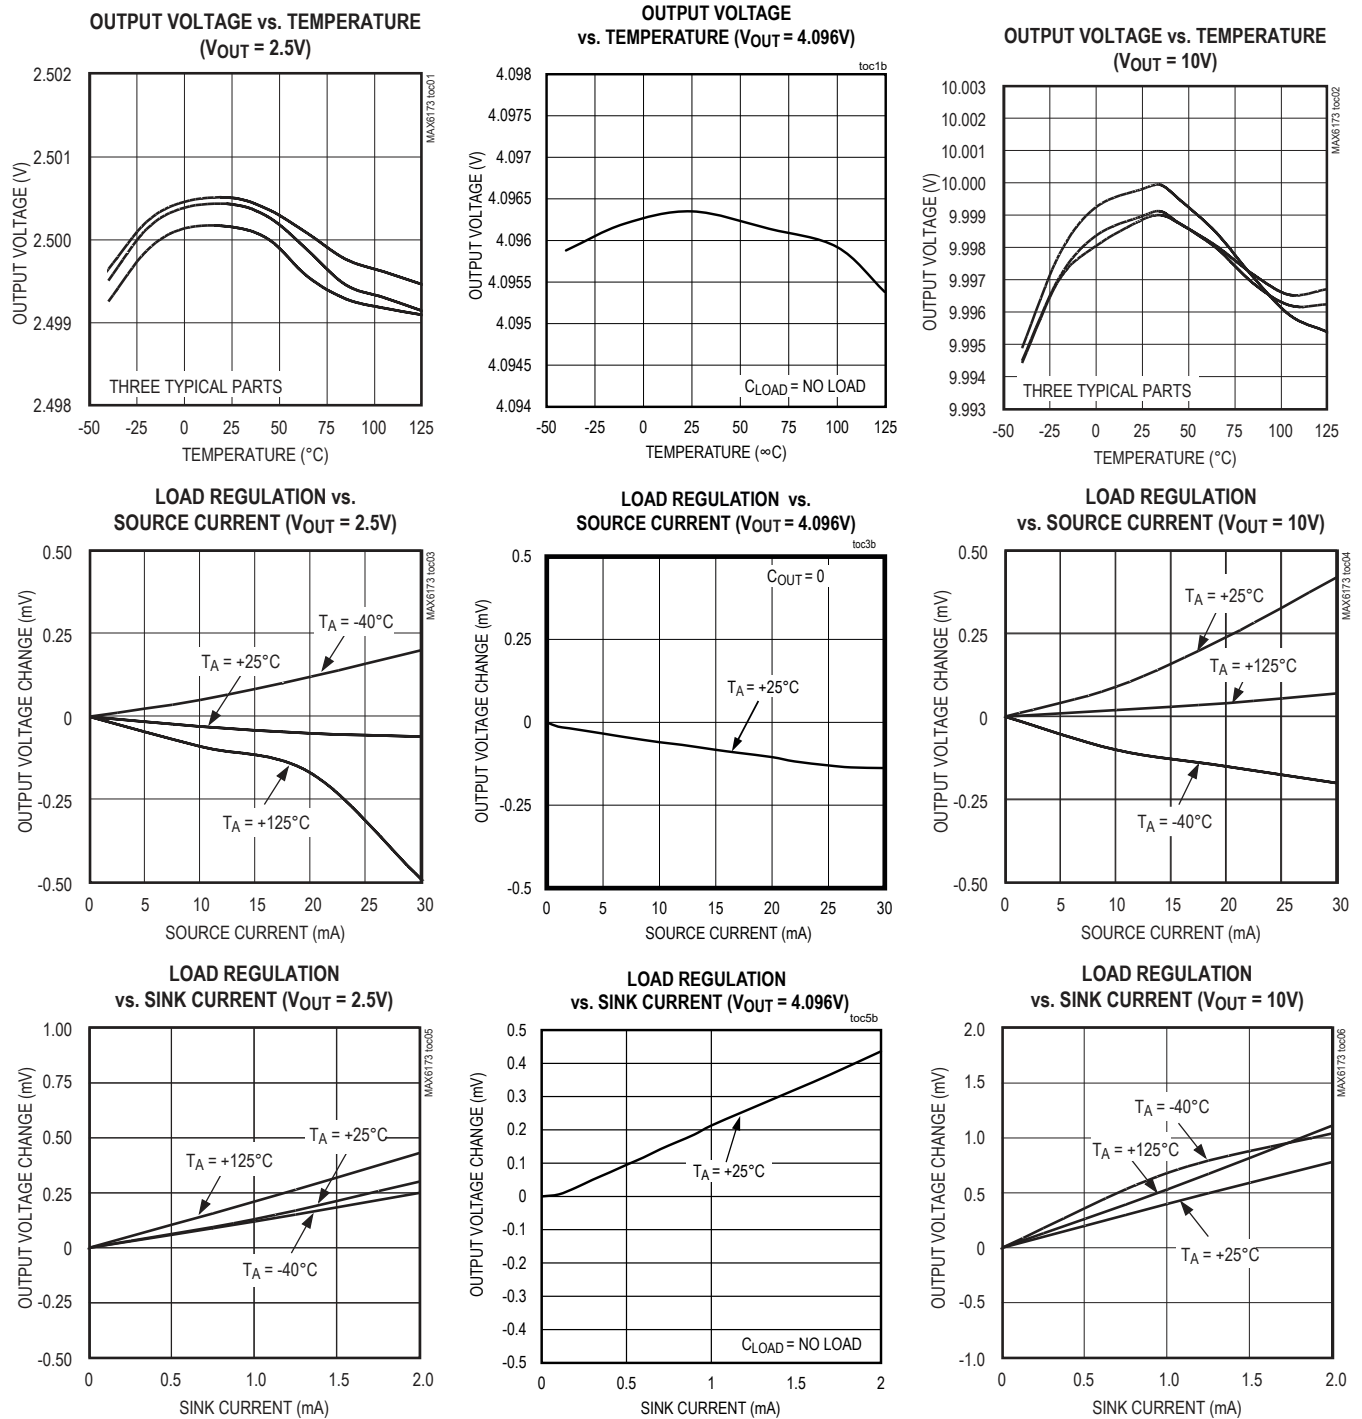 OUTPUT VOLTAGE vs. TEMPERATURE
(VOUT = 2.5V)
MAX6173 toc01
OUTPUT VOLTAGE (V)
2.502
2.501
2.500
2.499
2.498
THREE TYPICAL PARTS
-50 -25 0 25 50 75 100 125
TEMPERATURE (°C)
OUTPUT VOLTAGE
vs. TEMPERATURE (VOUT = 4.096V)
toc1b
OUTPUT VOLTAGE (V)
4.098
4.0975
4.097
4.0965
4.096
4.0955
4.095
4.0945
4.094
CLOAD = NO LOAD
-50 -25 0 25 50 75 100 125
TEMPERATURE (∞C)
OUTPUT VOLTAGE vs. TEMPERATURE
(VOUT = 10V)
MAX6173 toc02
OUTPUT VOLTAGE (V)
10.003
10.002
10.001
10.000
9.999
9.998
9.997
9.996
9.995
9.994
9.993
THREE TYPICAL PARTS
-50 -25 0 25 50 75 100 125
TEMPERATURE (°C)
LOAD REGULATION vs.
SOURCE CURRENT (VOUT = 2.5V)
MAX6173 toc03
OUTPUT VOLTAGE CHANGE (mV)
0.50
0.25
0
-0.25
-0.50
TA = -40°C
TA = +25°C
TA = +125°C
0 5 10 15 20 25 30
SOURCE CURRENT (mA)
LOAD REGULATION vs.
SOURCE CURRENT (VOUT = 4.096V)
toc3b
OUTPUT VOLTAGE CHANGE (mV)
0.5
0.25
0
-0.25
-0.5
COUT = 0
TA = +25°C
0 5 10 15 20 25 30
SOURCE CURRENT (mA)
LOAD REGULATION
vs. SOURCE CURRENT (VOUT = 10V)
MAX6173 toc04
OUTPUT VOLTAGE CHANGE (mV)
0.50
0.25
0
-0.25
-0.50
TA = +25°C
TA = +125°C
TA = -40°C
0 5 10 15 20 25 30
SOURCE CURRENT (mA)
LOAD REGULATION
vs. SINK CURRENT (VOUT = 2.5V)
MAX6173 toc05
OUTPUT VOLTAGE CHANGE (mV)
1.00
0.75
0.50
0.25
0
-0.25
-0.50
TA = +25°C
TA = +125°C
TA = -40°C
0 0.5 1.0 1.5 2.0
SINK CURRENT (mA)
LOAD REGULATION
vs. SINK CURRENT (VOUT = 4.096V)
toc5b
OUTPUT VOLTAGE CHANGE (mV)
0.5
0.4
0.3
0.2
0.1
0
-0.1
-0.2
-0.3
-0.4
-0.5
TA = +25°C
CLOAD = NO LOAD
0 0.5 1 1.5 2
SINK CURRENT (mA)
LOAD REGULATION
vs. SINK CURRENT (VOUT = 10V)
MAX6173 toc06
OUTPUT VOLTAGE CHANGE (mV)
2.0
1.5
1.0
0.5
0
-0.5
-1.0
TA = -40°C
TA = +125°C
TA = +25°C
0 0.5 1.0 1.5 2.0
SINK CURRENT (mA)